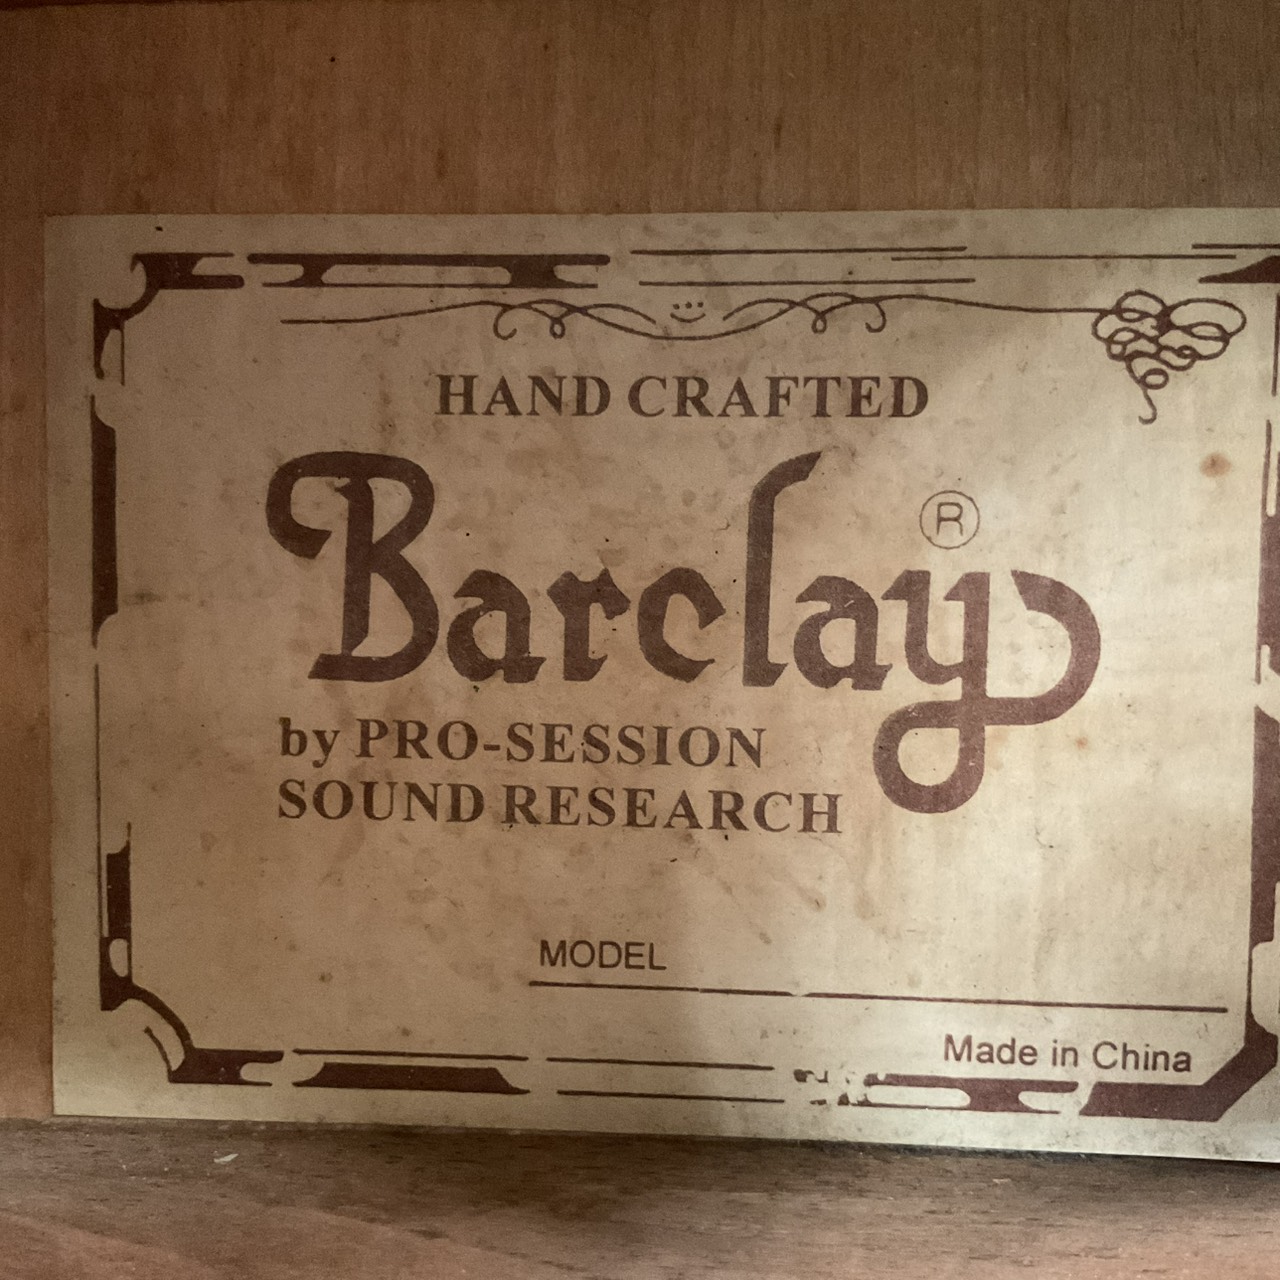 HAND CRAFTED
Barclay ®
by PRO-SESSION
SOUND RESEARCH
MODEL
Made in China